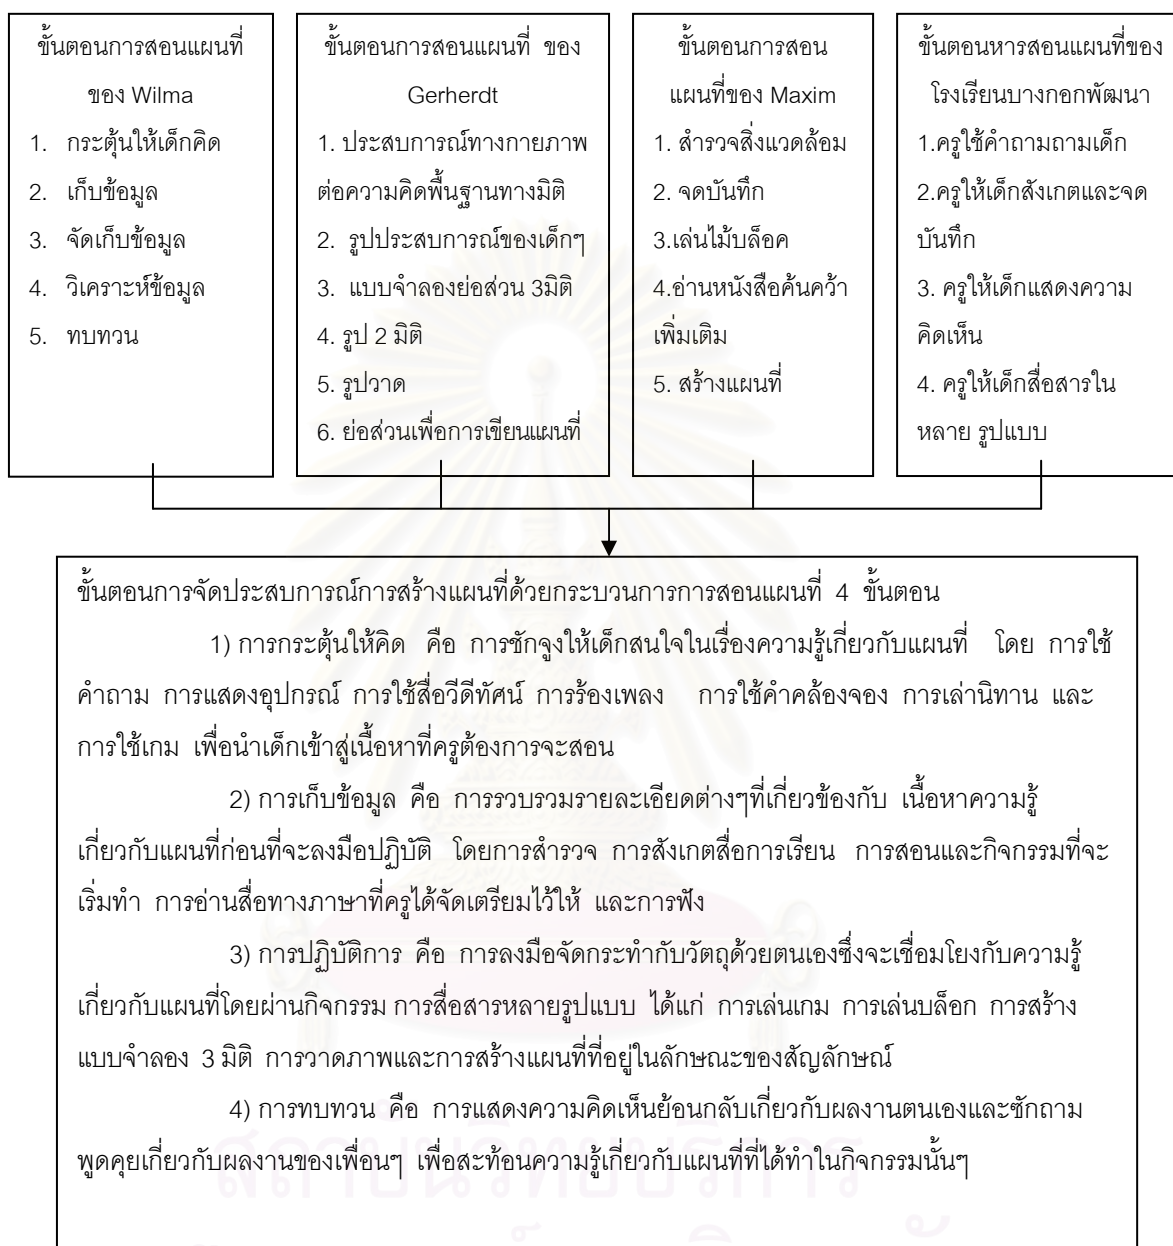 ขั้นตอนการสอนแผนที่
ของ Wilma
1. กระตุ้นให้เด็กคิด
2. เก็บข้อมูล
3. จัดเก็บข้อมูล
4. วิเคราะห์ข้อมูล
5. ทบทวน
ขั้นตอนการสอนแผนที่ ของ
Gerherdt
1. ประสบการณ์ทางกายภาพ
ต่อความคิดพื้นฐานทางมิติ
2. รูปประสบการณ์ของเด็กๆ
3. แบบจำลองย่อส่วน 3มิติ
4. รูป 2 มิติ
5. รูปวาด
6. ย่อส่วนเพื่อการเขียนแผนที่
ขั้นตอนการสอน
แผนที่ของ Maxim
1. สำรวจสิ่งแวดล้อม
2. จดบันทึก
3.เล่นไม้บล็อค
4.อ่านหนังสือค้นคว้า
เพิ่มเติม
5. สร้างแผนที่
ขั้นตอนหารสอนแผนที่ของ
โรงเรียนบางกอกพัฒนา
1.ครูใช้คำถามถามเด็ก
2.ครูให้เด็กสังเกตและจด
บันทึก
3. ครูให้เด็กแสดงความ
คิดเห็น
4. ครูให้เด็กสื่อสารใน
หลาย รูปแบบ
ขั้นตอนการจัดประสบการณ์การสร้างแผนที่ด้วยกระบวนการการสอนแผนที่ 4 ขั้นตอน
1) การกระตุ้นให้คิด คือ การชักจูงให้เด็กสนใจในเรื่องความรู้เกี่ยวกับแผนที่ โดย การใช้
คำถาม การแสดงอุปกรณ์ การใช้สื่อวีดีทัศน์ การร้องเพลง การใช้คำคล้องจอง การเล่านิทาน และ
การใช้เกม เพื่อนำเด็กเข้าสู่เนื้อหาที่ครูต้องการจะสอน
2) การเก็บข้อมูล คือ การรวบรวมรายละเอียดต่างๆที่เกี่ยวข้องกับ เนื้อหาความรู้
เกี่ยวกับแผนที่ก่อนที่จะลงมือปฏิบัติ โดยการสำรวจ การสังเกตสื่อการเรียน การสอนและกิจกรรมที่จะ
เริ่มทำ การอ่านสื่อทางภาษาที่ครูได้จัดเตรียมไว้ให้ และการฟัง
3) การปฏิบัติการ คือ การลงมือจัดกระทำกับวัตถุด้วยตนเองซึ่งจะเชื่อมโยงกับความรู้
เกี่ยวกับแผนที่โดยผ่านกิจกรรม การสื่อสารหลายรูปแบบ ได้แก่ การเล่นเกม การเล่นบล็อก การสร้าง
แบบจำลอง 3 มิติ การวาดภาพและการสร้างแผนที่ที่อยู่ในลักษณะของสัญลักษณ์
4) การทบทวน คือ การแสดงความคิดเห็นย้อนกลับเกี่ยวกับผลงานตนเองและซักถาม
พูดคุยเกี่ยวกับผลงานของเพื่อนๆ เพื่อสะท้อนความรู้เกี่ยวกับแผนที่ที่ได้ทำในกิจกรรมนั้นๆ
สถาบันวิทยบริการ